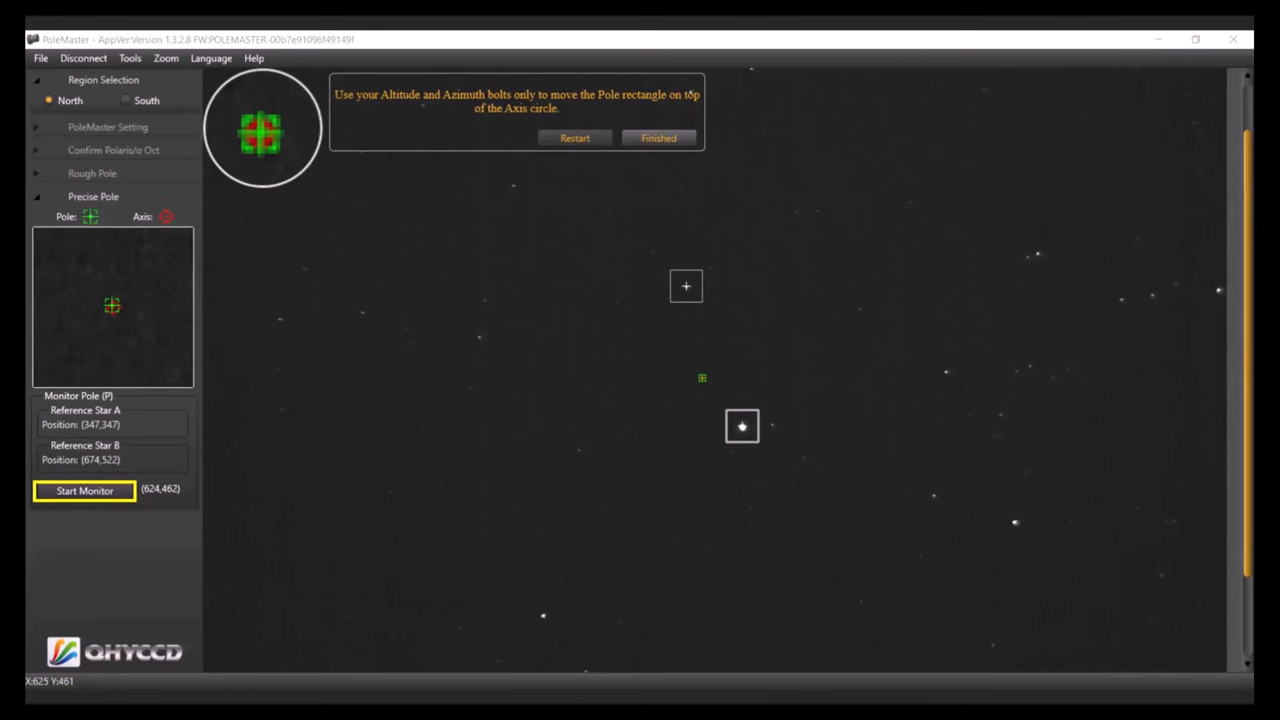 PoleMaster - AppVer:Version 1.3.2.8 FW:POLEMASTER-00b7e91096f49149f
File Disconnect Tools Zoom Language Help
Region Selection
North South
PoleMaster Setting
Confirm Polaris/σ Oct
Rough Pole
Precise Pole
Pole: Axis:
Monitor Pole (P)
Reference Star A
Position: (347,347)
Reference Star B
Position: (674,522)
Start Monitor (624,462)
QHYCCD
X:625 Y:461
Use your Altitude and Azimuth bolts only to move the Pole rectangle on top
of the Axis circle.
Restart Finished